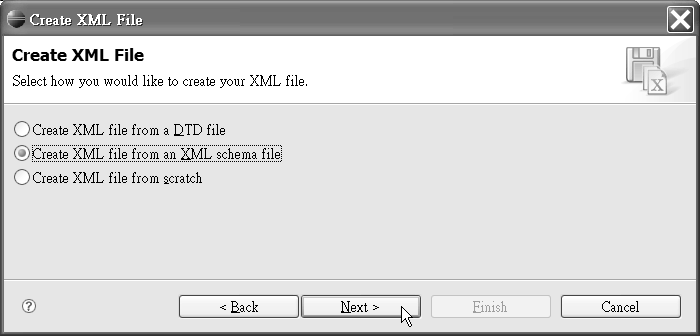 Create XML File
Create XML File
Select how you would like to create your XML file.
X
Create XML file from a DTD file
Create XML file from an XML schema file
Create XML file from scratch
?
< Back
Next >
Finish
Cancel